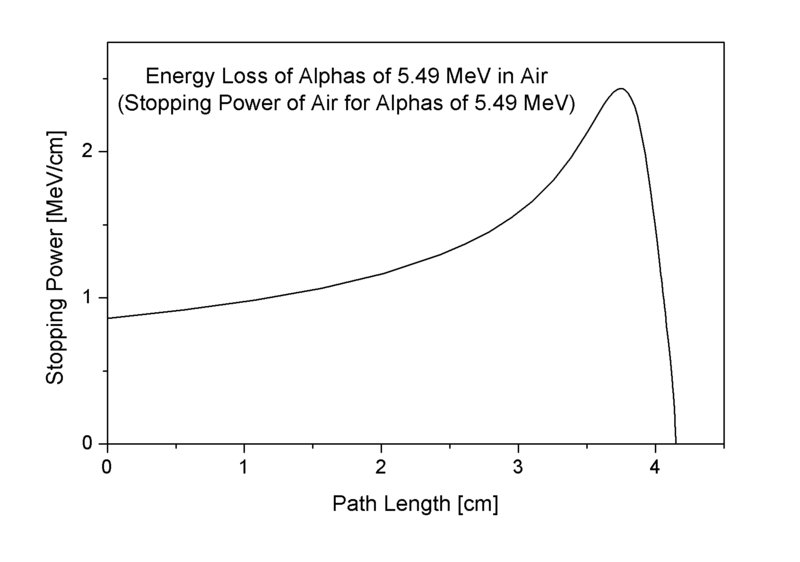 Energy Loss of Alphas of 5.49 MeV in Air
(Stopping Power of Air for Alphas of 5.49 MeV)
Stopping Power [MeV/cm]
2
1
0
0 1 2 3 4
Path Length [cm]